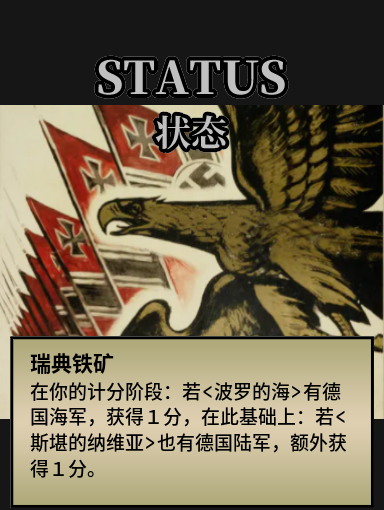 STATUS
状态
瑞典铁矿
在你的计分阶段：若<波罗的海>有德
国海军，获得１分，在此基础上：若<
斯堪的纳维亚>也有德国陆军，额外获
得１分。